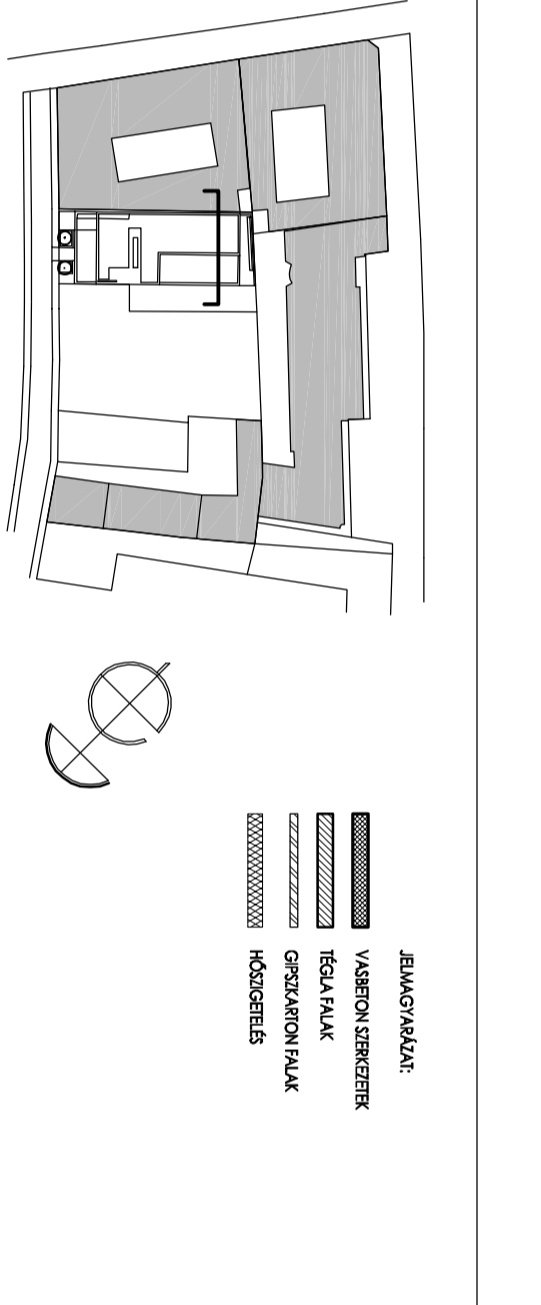 JELMAGYARÁZAT:
VASBETON SZERKEZETEK
TÉGLA FALAK
GIPSZKARTON FALAK
HŐSZIGETELÉS